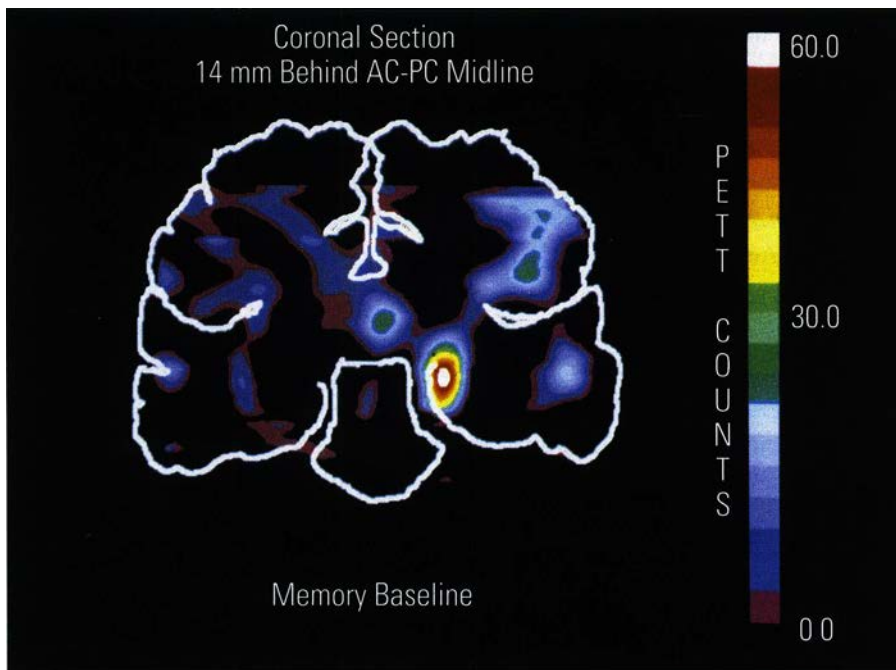 Coronal Section
14 mm Behind AC-PC Midline
60.0
PETT COUNTS
30.0
0 0
Memory Baseline